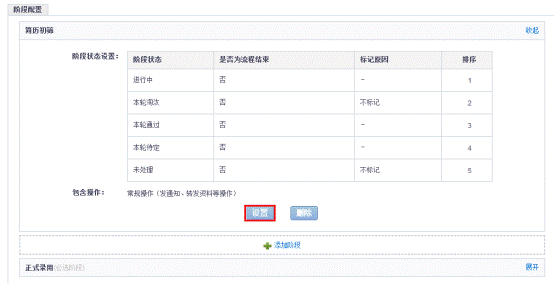 阶段配置
简历初筛 收起
阶段状态设置： 阶段状态 是否为流程结束 标记原因 排序
进行中 否 - 1
本轮淘汰 否 不标记 2
本轮通过 否 - 3
本轮待定 否 - 4
未处理 否 不标记 5
包含操作： 常规操作（发通知、转发资料等操作）
设置 删除
添加阶段
正式录用(必选阶段) 展开